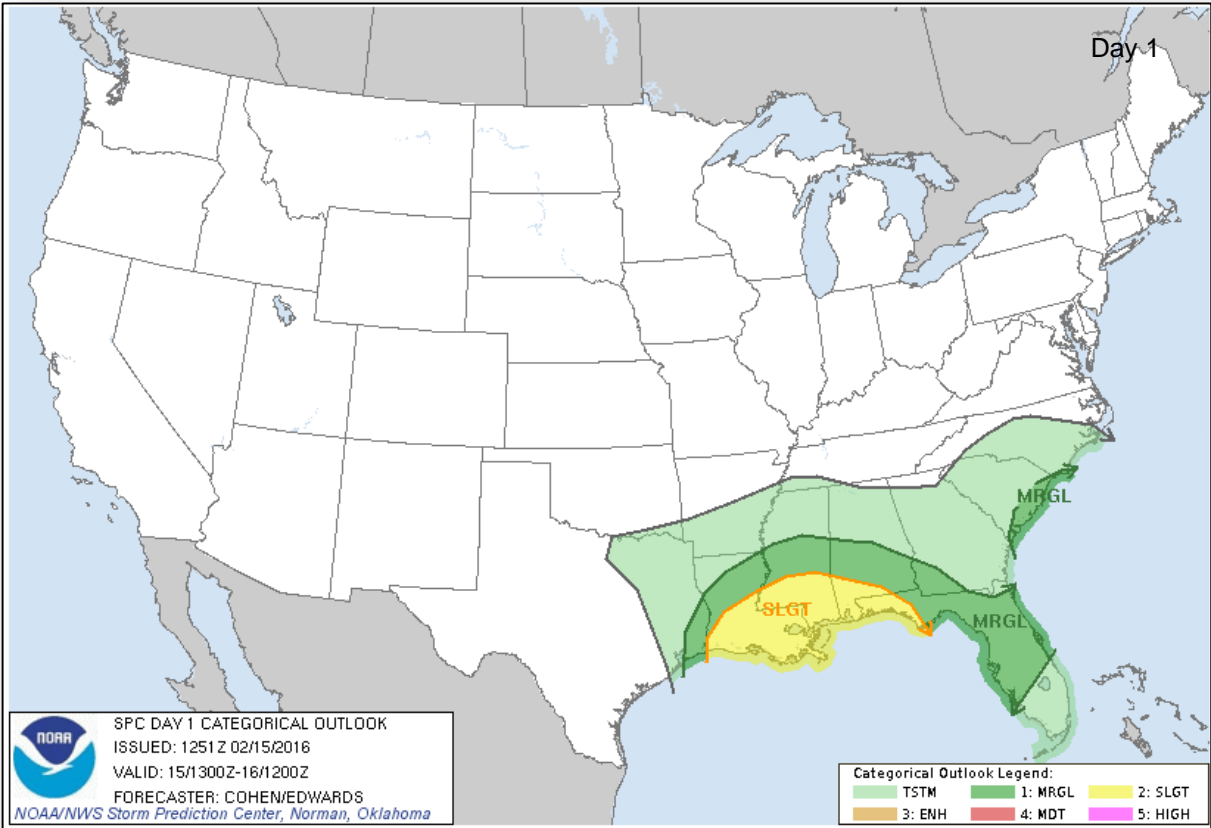 Day 1
MRGL
SLGT
MRGL
NOAA
SPC DAY 1 CATEGORICAL OUTLOOK
ISSUED: 1251Z 02/15/2016
VALID: 15/1300Z-16/1200Z
FORECASTER: COHEN/EDWARDS
NOAA/NWS Storm Prediction Center, Norman, Oklahoma
Categorical Outlook Legend:
TSTM 1: MRGL 2: SLGT
3: ENH 4: MDT 5: HIGH